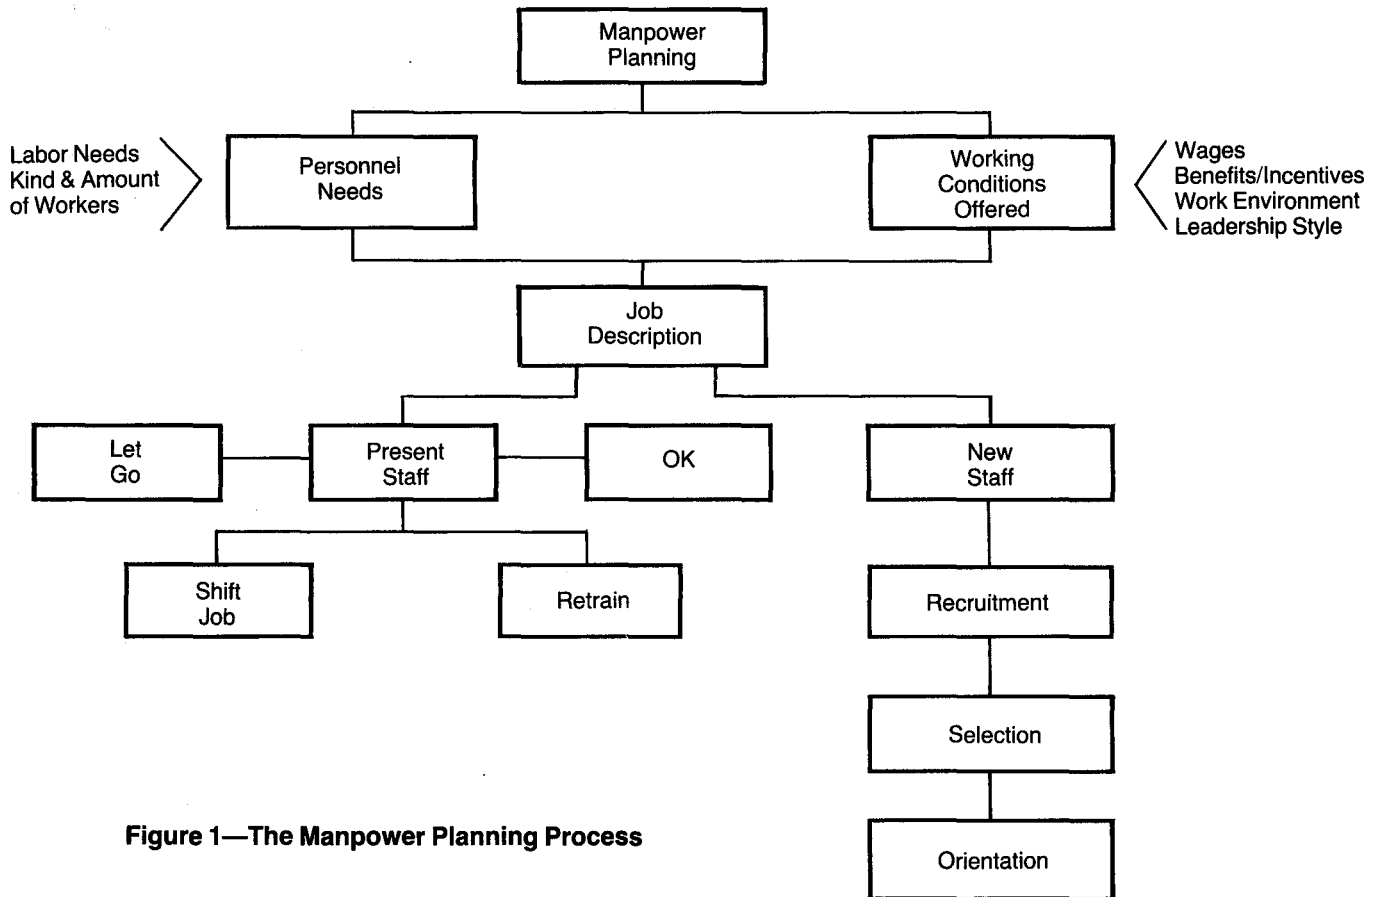 Manpower
Planning
Labor Needs
Kind & Amount
of Workers
Personnel
Needs
Working
Conditions
Offered
Wages
Benefits/Incentives
Work Environment
Leadership Style
Job
Description
Let
Go
Present
Staff
OK
New
Staff
Shift
Job
Retrain
Recruitment
Selection
Figure 1—The Manpower Planning Process
Orientation